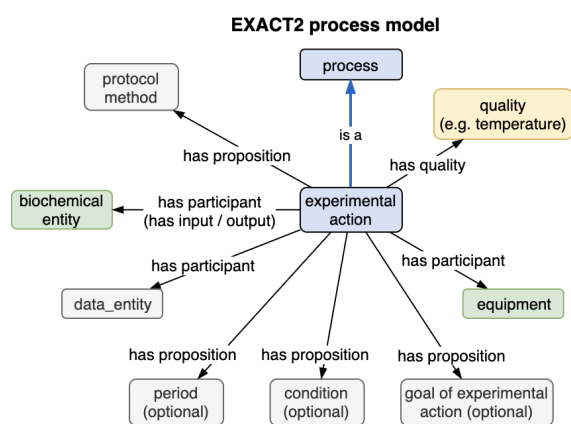 EXACT2 process model
process
protocol
method
quality
(e.g. temperature)
is a
has proposition
has quality
biochemical
entity
has participant
(has input / output)
experimental
action
has participant
has participant
data_entity
equipment
has proposition
has proposition
has proposition
period
(optional)
condition
(optional)
goal of experimental
action (optional)